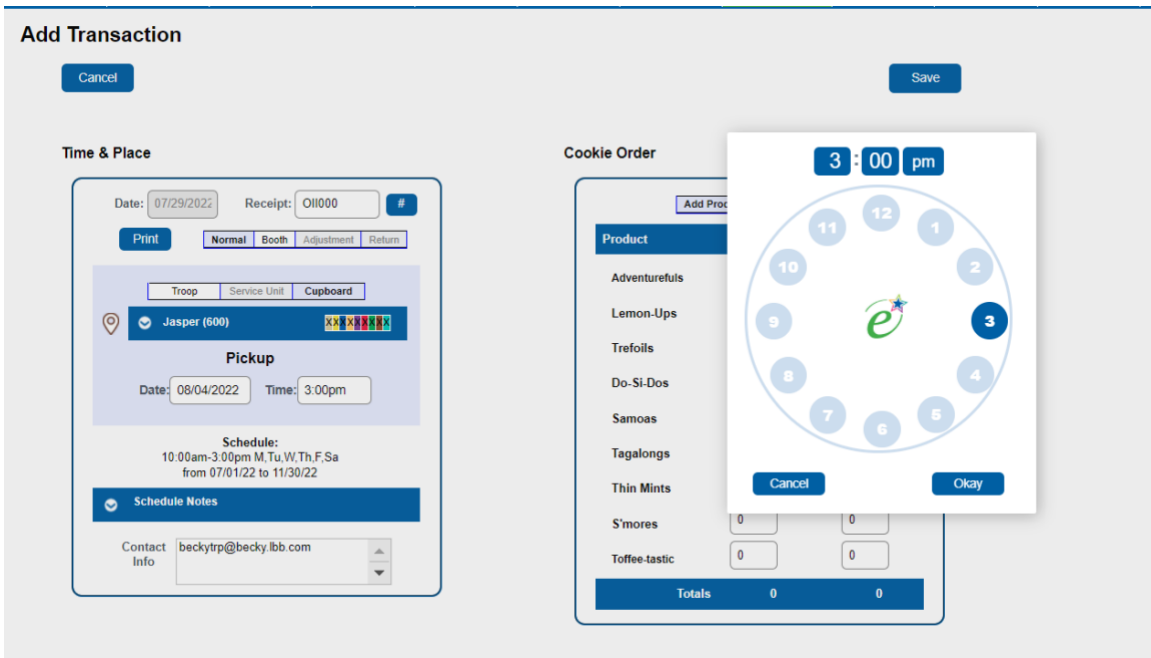 Add Transaction
Cancel
Save
Time & Place
Date: 07/29/2022 Receipt: OII000 #
Print Normal Booth Adjustment Return
Troop Service Unit Cupboard
Jasper (600) XXXXXXXXX
Pickup
Date: 08/04/2022 Time: 3:00pm
Schedule:
10:00am-3:00pm M,Tu,W,Th,F,Sa
from 07/01/22 to 11/30/22
Schedule Notes
Contact Info
beckytrp@becky.lbb.com
Cookie Order
Add Proc
Product
Adventurefuls
Lemon-Ups
Trefoils
Do-Si-Dos
Samoas
Tagalongs
Thin Mints
S'mores 0 0
Toffee-tastic 0 0
Totals 0 0
3 : 00 pm
12
1
2
3
4
5
6
7
8
9
10
11
e
Cancel Okay